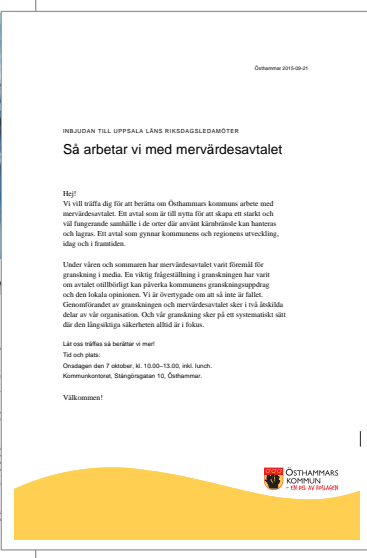 Östhammar 2015-09-21
INBJUDAN TILL UPPSALA LÄNS RIKSDAGSLEDAMÖTER
Så arbetar vi med mervärdesavtalet
Hej!
Vi vill träffa dig för att berätta om Östhammars kommuns arbete med
mervärdesavtalet. Ett avtal som är till nytta för att skapa ett starkt och
väl fungerande samhälle i de orter där använt kärnbränsle kan hanteras
och lagras. Ett avtal som gynnar kommunens och regionens utveckling,
idag och i framtiden.
Under våren och sommaren har mervärdesavtalet varit föremål för
granskning i media. En viktig frågeställning i granskningen har varit
om avtalet otillbörligt kan påverka kommunens granskningsuppdrag
och den lokala opinionen. Vi är övertygade om att så inte är fallet.
Genomförandet av granskningen och mervärdesavtalet sker i två åtskilda
delar av vår organisation. Och vår granskning sker på ett systematiskt sätt
där den långsiktiga säkerheten alltid är i fokus.
Låt oss träffas så berättar vi mer!
Tid och plats:
Onsdagen den 7 oktober, kl. 10.00–13.00, inkl. lunch.
Kommunkontoret, Stångörsgatan 10, Östhammar.
Välkommen!
ÖSTHAMMARS
KOMMUN
– EN DEL AV ROSLAGEN